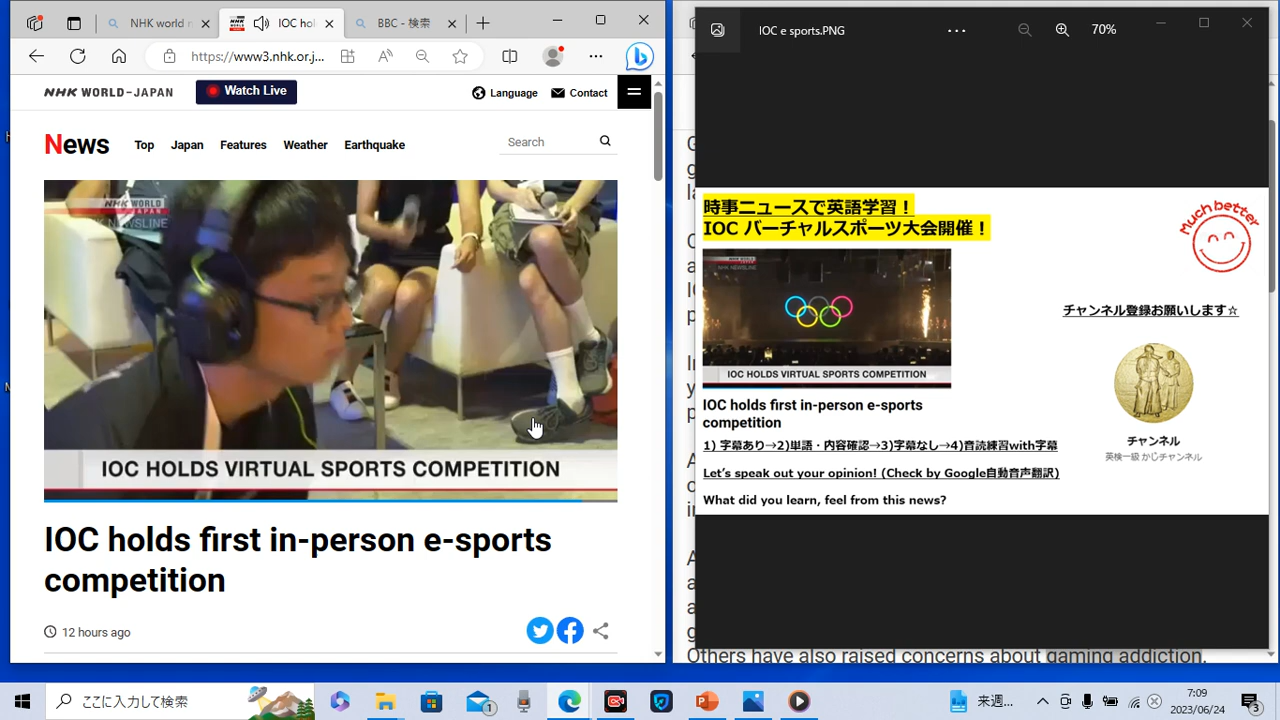 NHK world n
IOC hol
BBC - 検索
https://www3.nhk.or.j...
NHK WORLD-JAPAN
Watch Live
Language
Contact
News
Top
Japan
Features
Weather
Earthquake
Search
NHK WORLD
JAPAN
NEWSLINE
IOC HOLDS VIRTUAL SPORTS COMPETITION
IOC holds first in-person e-sports
competition
12 hours ago
IOC e sports.PNG
70%
時事ニュースで英語学習！
IOC バーチャルスポーツ大会開催！
Much better
NHK WORLD
JAPAN
NHK NEWSLINE
IOC HOLDS VIRTUAL SPORTS COMPETITION
IOC holds first in-person e-sports
competition
チャンネル登録お願いします☆
チャンネル
英検一級 かじチャンネル
1) 字幕あり→2)単語・内容確認→3)字幕なし→4)音読練習with字幕
Let's speak out your opinion! (Check by Google自動音声翻訳)
What did you learn, feel from this news?
Others have also raised concerns about gaming addiction.
ここに入力して検索
1
来週...
7:09
2023/06/24
3